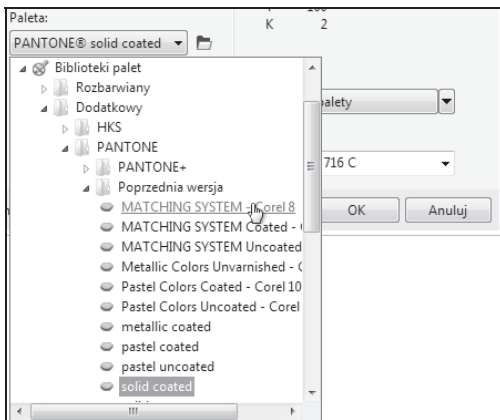 Paleta:
K 2
PANTONE® solid coated
Biblioteki palet
Rozbarwiany
Dodatkowy
palety
HKS
PANTONE
PANTONE+
716 C
Poprzednia wersja
MATCHING SYSTEM - Corel 8
OK
Anuluj
MATCHING SYSTEM Coated -
MATCHING SYSTEM Uncoated
Metallic Colors Unvarnished -
Pastel Colors Coated - Corel 10
Pastel Colors Uncoated - Corel
metallic coated
pastel coated
pastel uncoated
solid coated